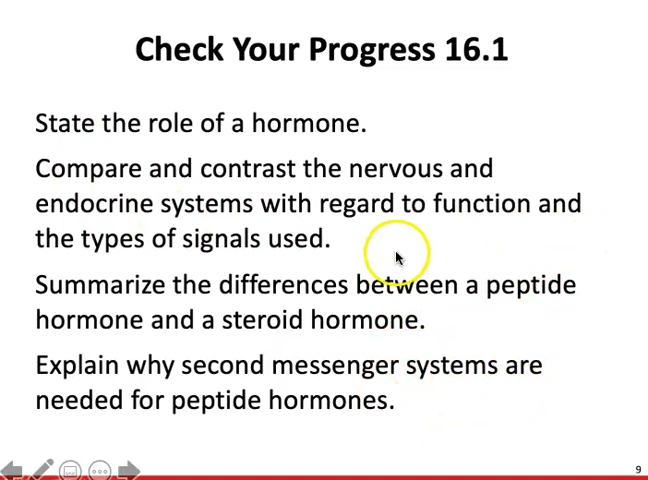 Check Your Progress 16.1
State the role of a hormone.
Compare and contrast the nervous and
endocrine systems with regard to function and
the types of signals used.
Summarize the differences between a peptide
hormone and a steroid hormone.
Explain why second messenger systems are
needed for peptide hormones.
9